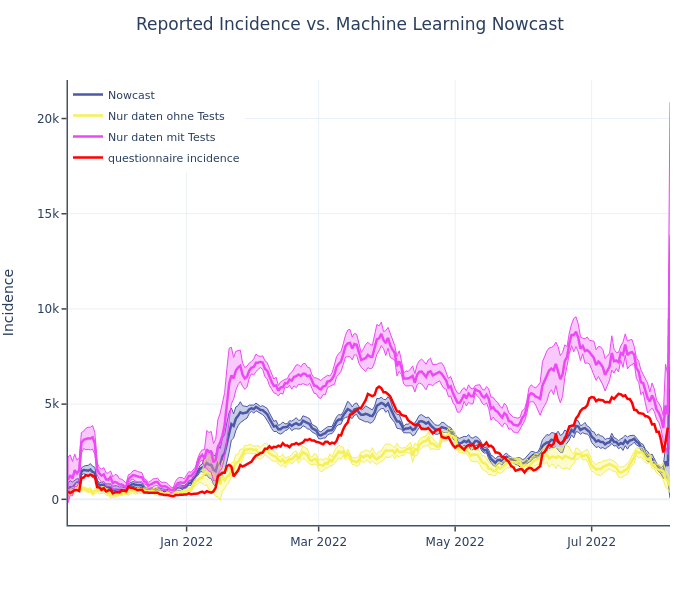 Reported Incidence vs. Machine Learning Nowcast
Nowcast
Nur daten ohne Tests
Nur daten mit Tests
questionnaire incidence
Incidence
20k
15k
10k
5k
0
Jan 2022
Mar 2022
May 2022
Jul 2022